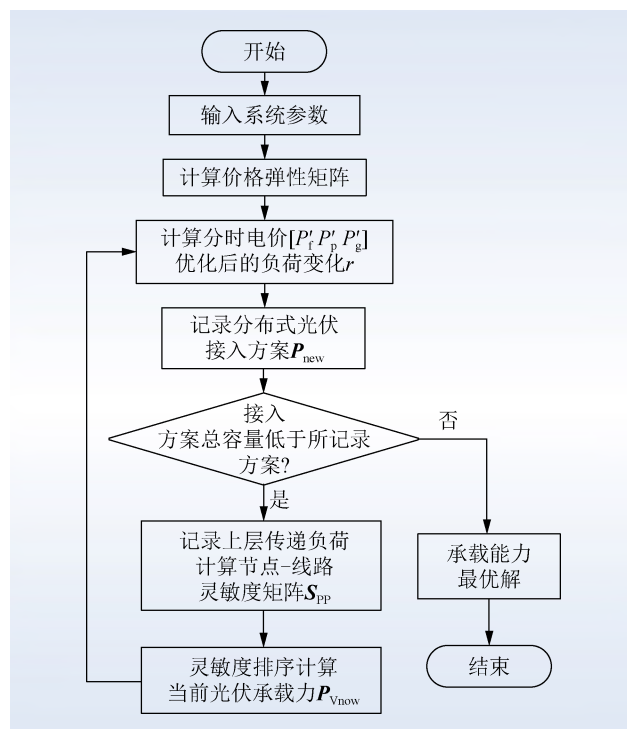 开始
输入系统参数
计算价格弹性矩阵
计算分时电价[P′f P′p P′g]
优化后的负荷变化r
记录分布式光伏
接入方案Pnew
接入
方案总容量低于所记录
方案?
否
是
记录上层传递负荷
计算节点-线路
灵敏度矩阵SPP
承载能力
最优解
灵敏度排序计算
当前光伏承载力PVnow
结束